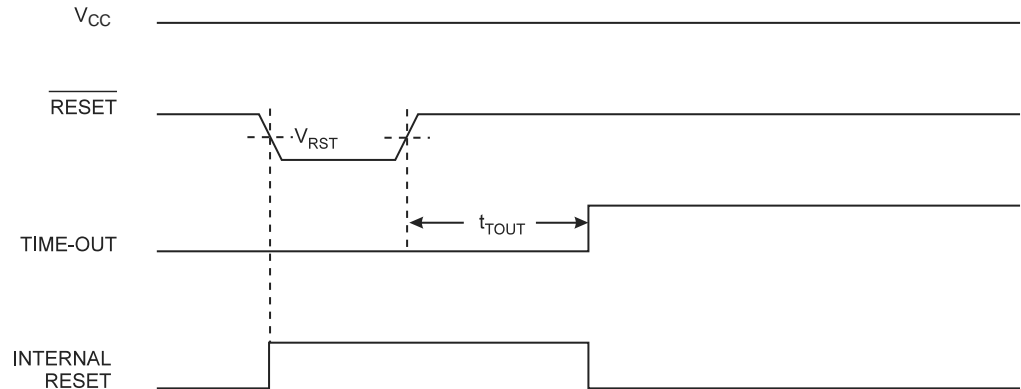 VCC
RESET
VRST
tTOUT
TIME-OUT
INTERNAL
RESET